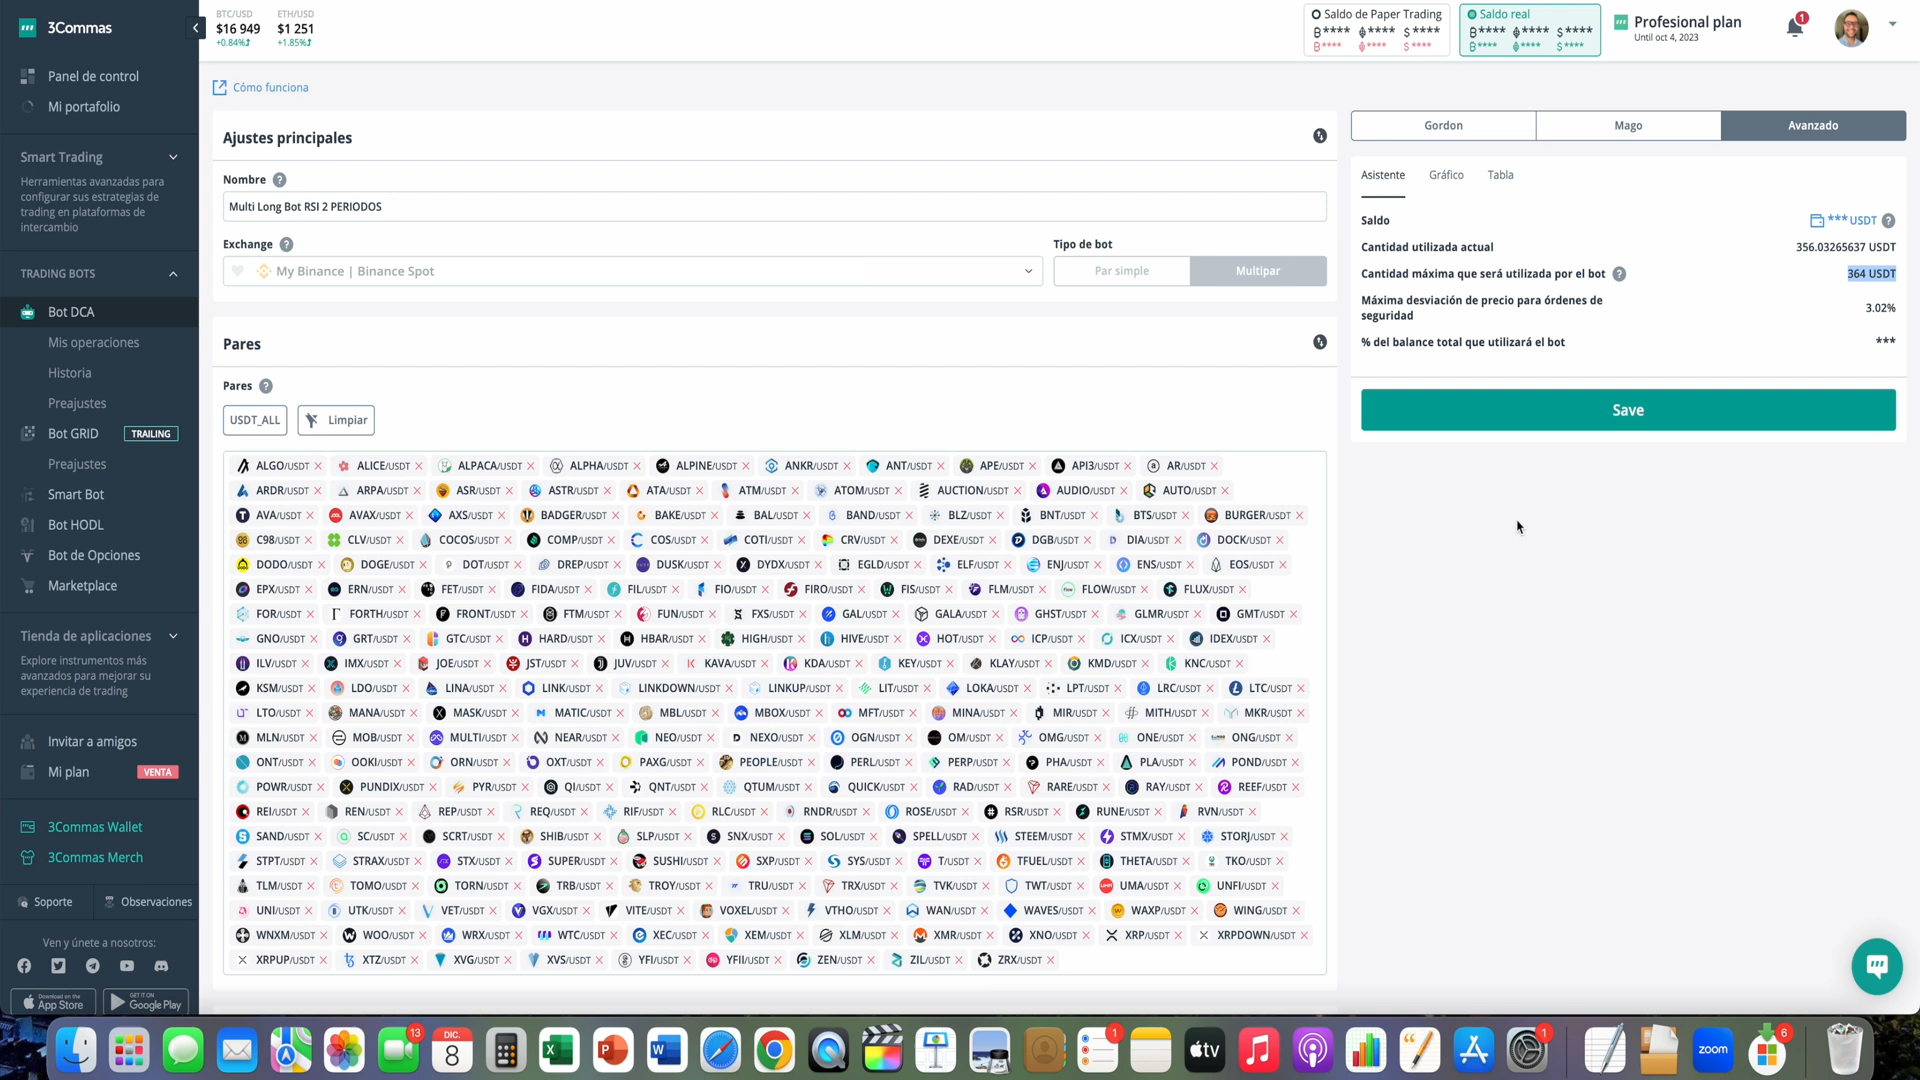 3Commas
Panel de control
Mi portafolio
Smart Trading
Herramientas avanzadas para
configurar sus estrategias de
trading en plataformas de
intercambio
TRADING BOTS
Bot DCA
Mis operaciones
Historia
Preajustes
Bot GRID TRAILING
Preajustes
Smart Bot
Bot HODL
Bot de Opciones
Marketplace
Tienda de aplicaciones
Explore instrumentos más
avanzados para mejorar su
experiencia de trading
Invitar a amigos
Mi plan VENTA
3Commas Wallet
3Commas Merch
Soporte Observaciones
Ven y únete a nosotros:
Download on the App Store GET IT ON Google Play
BTC/USD ETH/USD
$16 949 $1 251
+0.84% +1.85%
Saldo de Paper Trading
**** **** $****
**** **** $****
Saldo real
**** **** $****
**** **** $****
Profesional plan
Until oct 4, 2023
1
Cómo funciona
Ajustes principales
Nombre ?
Multi Long Bot RSI 2 PERIODOS
Exchange ? Tipo de bot
My Binance | Binance Spot Par simple Multipar
Pares
Pares ?
USDT_ALL Limpiar
ALGO/USDT ALICE/USDT ALPACA/USDT ALPHA/USDT ALPINE/USDT ANKR/USDT ANT/USDT APE/USDT API3/USDT AR/USDT
ARDR/USDT ARPA/USDT ASR/USDT ASTR/USDT ATA/USDT ATM/USDT ATOM/USDT AUCTION/USDT AUDIO/USDT AUTO/USDT
AVA/USDT AVAX/USDT AXS/USDT BADGER/USDT BAKE/USDT BAL/USDT BAND/USDT BLZ/USDT BNT/USDT BTS/USDT BURGER/USDT
C98/USDT CLV/USDT COCOS/USDT COMP/USDT COS/USDT COTI/USDT CRV/USDT DEXE/USDT DGB/USDT DIA/USDT DOCK/USDT
DODO/USDT DOGE/USDT DOT/USDT DREP/USDT DUSK/USDT DYDX/USDT EGLD/USDT ELF/USDT ENJ/USDT ENS/USDT EOS/USDT
EPX/USDT ERN/USDT FET/USDT FIDA/USDT FIL/USDT FIO/USDT FIRO/USDT FIS/USDT FLM/USDT FLOW/USDT FLUX/USDT
FOR/USDT FORTH/USDT FRONT/USDT FTM/USDT FUN/USDT FXS/USDT GAL/USDT GALA/USDT GHST/USDT GLMR/USDT GMT/USDT
GNO/USDT GRT/USDT GTC/USDT HARD/USDT HBAR/USDT HIGH/USDT HIVE/USDT HOT/USDT ICP/USDT ICX/USDT IDEX/USDT
ILV/USDT IMX/USDT JOE/USDT JST/USDT JUV/USDT KAVA/USDT KDA/USDT KEY/USDT KLAY/USDT KMD/USDT KNC/USDT
KSM/USDT LDO/USDT LINA/USDT LINK/USDT LINKDOWN/USDT LINKUP/USDT LIT/USDT LOKA/USDT LPT/USDT LRC/USDT LTC/USDT
LTO/USDT MANA/USDT MASK/USDT MATIC/USDT MBL/USDT MBOX/USDT MFT/USDT MINA/USDT MIR/USDT MITH/USDT MKR/USDT
MLN/USDT MOB/USDT MULTI/USDT NEAR/USDT NEO/USDT NEXO/USDT OGN/USDT OM/USDT OMG/USDT ONE/USDT ONG/USDT
ONT/USDT OOKI/USDT ORN/USDT OXT/USDT PAXG/USDT PEOPLE/USDT PERL/USDT PERP/USDT PHA/USDT PLA/USDT POND/USDT
POWR/USDT PUNDIX/USDT PYR/USDT QI/USDT QNT/USDT QTUM/USDT QUICK/USDT RAD/USDT RARE/USDT RAY/USDT REEF/USDT
REI/USDT REN/USDT REP/USDT REQ/USDT RIF/USDT RLC/USDT RNDR/USDT ROSE/USDT RSR/USDT RUNE/USDT RVN/USDT
SAND/USDT SC/USDT SCRT/USDT SHIB/USDT SLP/USDT SNX/USDT SOL/USDT SPELL/USDT STEEM/USDT STMX/USDT STORJ/USDT
STPT/USDT STRAX/USDT STX/USDT SUPER/USDT SUSHI/USDT SXP/USDT SYS/USDT T/USDT TFUEL/USDT THETA/USDT TKO/USDT
TLM/USDT TOMO/USDT TORN/USDT TRB/USDT TROY/USDT TRU/USDT TRX/USDT TVK/USDT TWT/USDT UMA/USDT UNFI/USDT
UNI/USDT UTK/USDT VET/USDT VGX/USDT VITE/USDT VOXEL/USDT VTHO/USDT WAN/USDT WAVES/USDT WAXP/USDT WING/USDT
WNXM/USDT WOO/USDT WRX/USDT WTC/USDT XEC/USDT XEM/USDT XLM/USDT XMR/USDT XNO/USDT XRP/USDT XRPDOWN/USDT
XRPUP/USDT XTZ/USDT XVG/USDT XVS/USDT YFI/USDT YFII/USDT ZEN/USDT ZIL/USDT ZRX/USDT
Gordon Mago Avanzado
Asistente Gráfico Tabla
Saldo *** USDT ?
Cantidad utilizada actual 356.03265637 USDT
Cantidad máxima que será utilizada por el bot ? 364 USDT
Máxima desviación de precio para órdenes de
seguridad 3.02%
% del balance total que utilizará el bot ***
Save
13 DIC. 8 1 tv 1 zoom 6